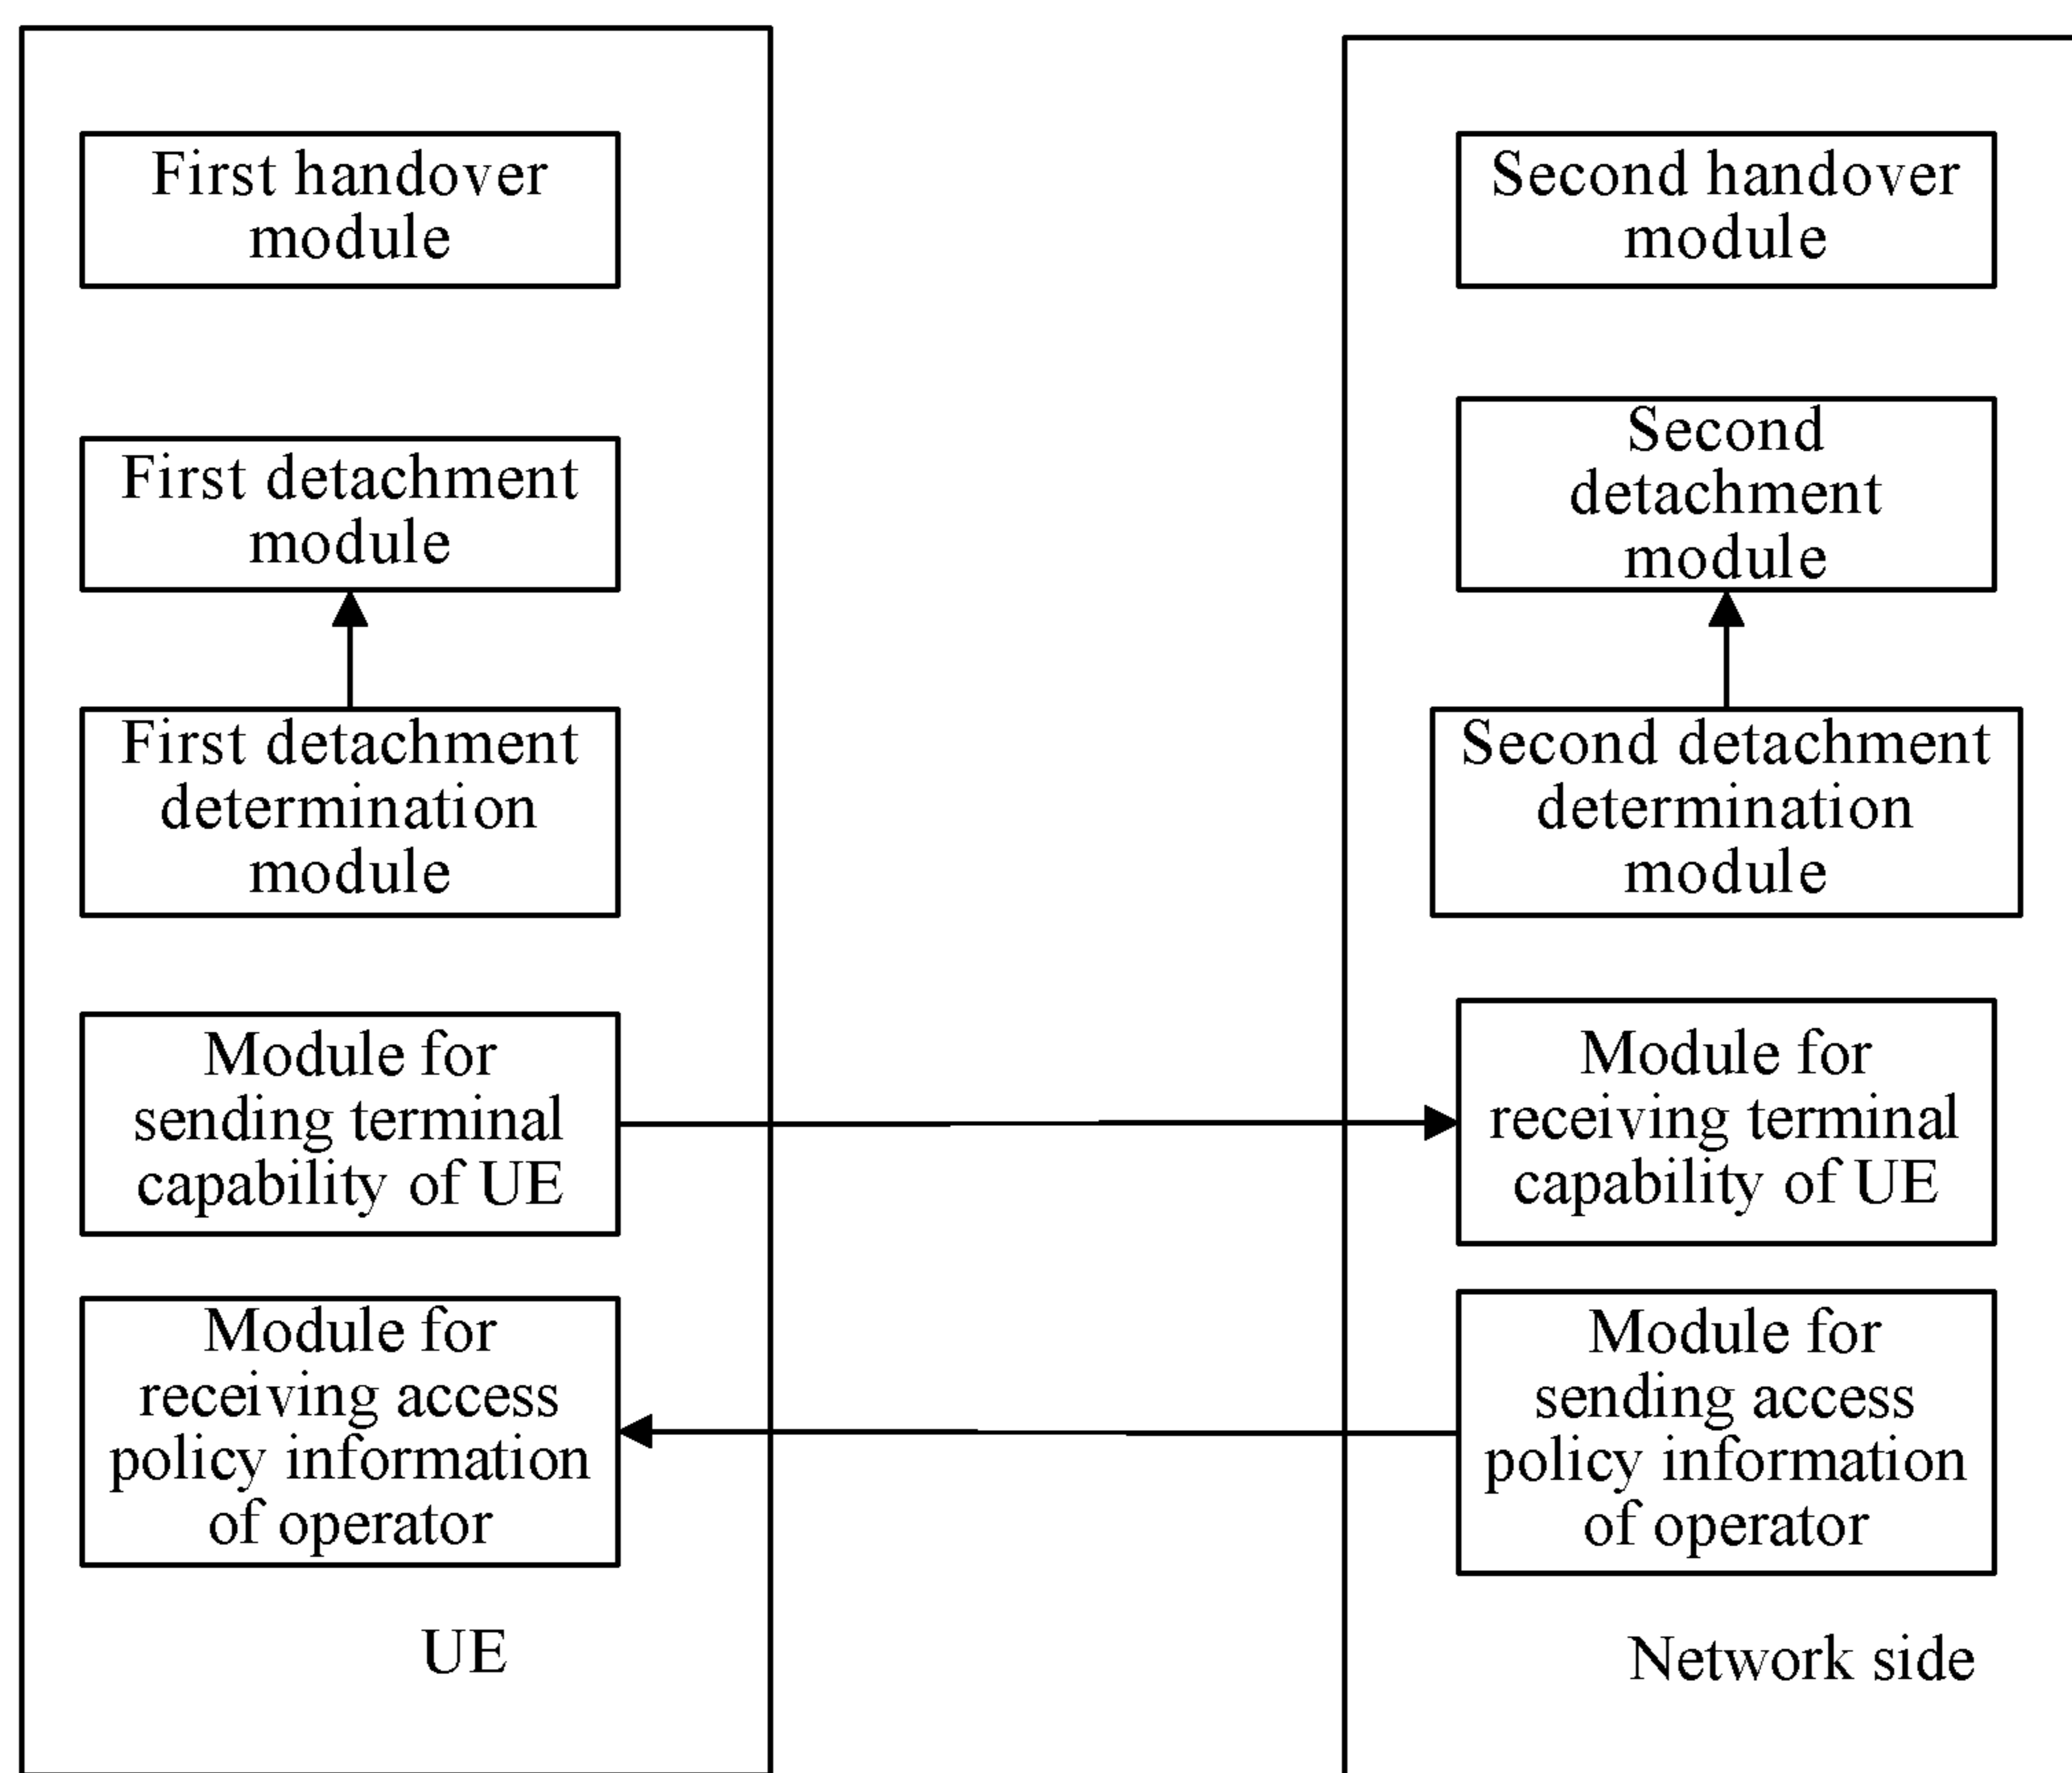 First handover
module
First detachment
module
First detachment
determination
module
Module for
sending terminal
capability of UE
Module for
receiving access
policy information
of operator
UE
Second handover
module
Second
detachment
module
Second detachment
determination
module
Module for
receiving terminal
capability of UE
Module for
sending access
policy information
of operator
Network side